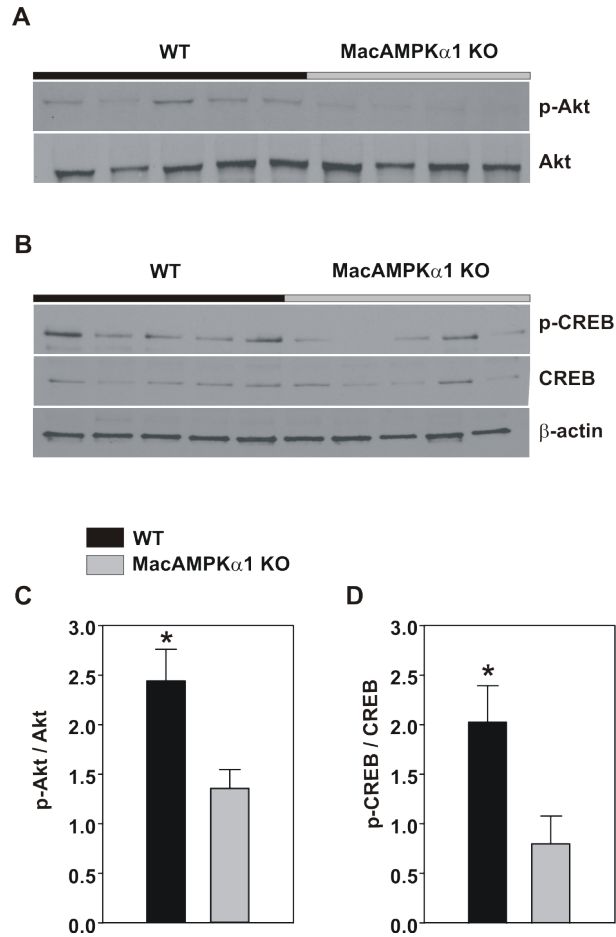 A
WT MacAMPKα1 KO
p-Akt
Akt
B
WT MacAMPKα1 KO
p-CREB
CREB
β-actin
WT
MacAMPKα1 KO
C
p-Akt / Akt
3.0
2.5
2.0
1.5
1.0
0.5
0.0
*
D
p-CREB / CREB
3.0
2.5
2.0
1.5
1.0
0.5
0.0
*